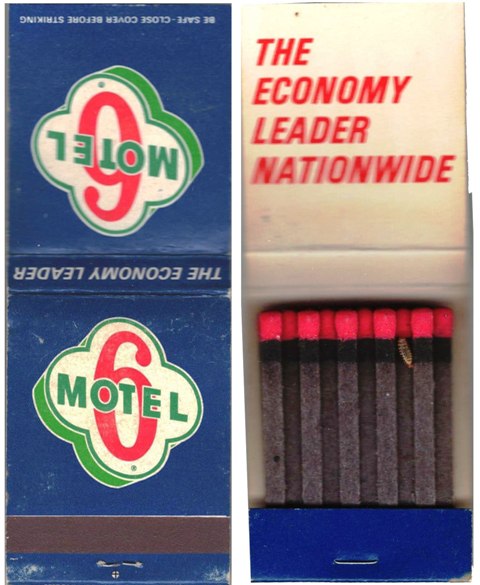 BE SAFE - CLOSE COVER BEFORE STRIKING
MOTEL
6
®
THE ECONOMY LEADER
MOTEL
6
®
THE
ECONOMY
LEADER
NATIONWIDE